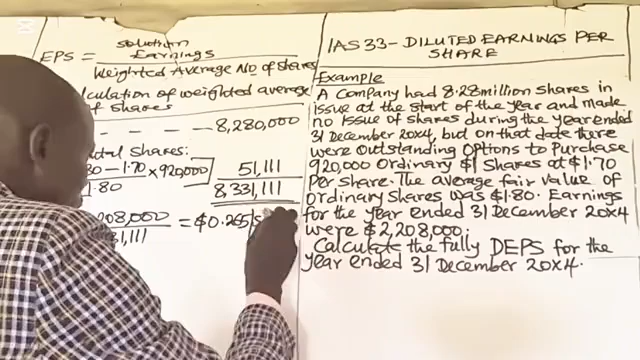 solution
EPS = Earnings
Weighted Average No of shares
calculation of weighted average
of shares
8,280,000
shares:
1.70 × 920,000
1.80
51,111
8,331,111
208,000 = $0.265/s
1,111
IAS 33 - DILUTED EARNINGS PER
SHARE
Example
A company had 8.28 million shares in
issue at the start of the year and made
no issue of shares during the year ended
31 December 20x4, but on that date there
were Outstanding Options to Purchase
920,000 Ordinary $1 Shares at $1.70
Per share. The average fair value of
ordinary shares was $1.80. Earnings
for the year ended 31 December 20x4
were $2,208,000.
Calculate the fully DEPS for the
year ended 31 December 20x4.